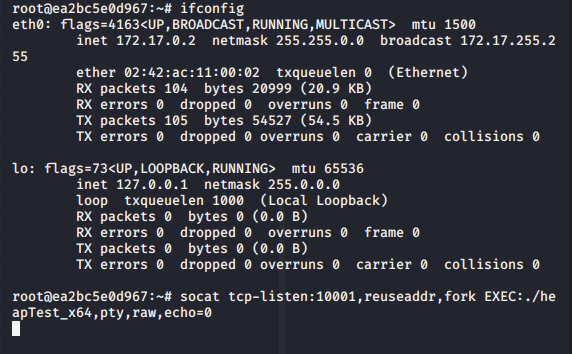 root@ea2bc5e0d967:~# ifconfig
eth0: flags=4163<UP,BROADCAST,RUNNING,MULTICAST>  mtu 1500
        inet 172.17.0.2  netmask 255.255.0.0  broadcast 172.17.255.2
55
        ether 02:42:ac:11:00:02  txqueuelen 0  (Ethernet)
        RX packets 104  bytes 20999 (20.9 KB)
        RX errors 0  dropped 0  overruns 0  frame 0
        TX packets 105  bytes 54527 (54.5 KB)
        TX errors 0  dropped 0 overruns 0  carrier 0  collisions 0

lo: flags=73<UP,LOOPBACK,RUNNING>  mtu 65536
        inet 127.0.0.1  netmask 255.0.0.0
        loop  txqueuelen 1000  (Local Loopback)
        RX packets 0  bytes 0 (0.0 B)
        RX errors 0  dropped 0  overruns 0  frame 0
        TX packets 0  bytes 0 (0.0 B)
        TX errors 0  dropped 0 overruns 0  carrier 0  collisions 0

root@ea2bc5e0d967:~# socat tcp-listen:10001,reuseaddr,fork EXEC:./he
apTest_x64,pty,raw,echo=0